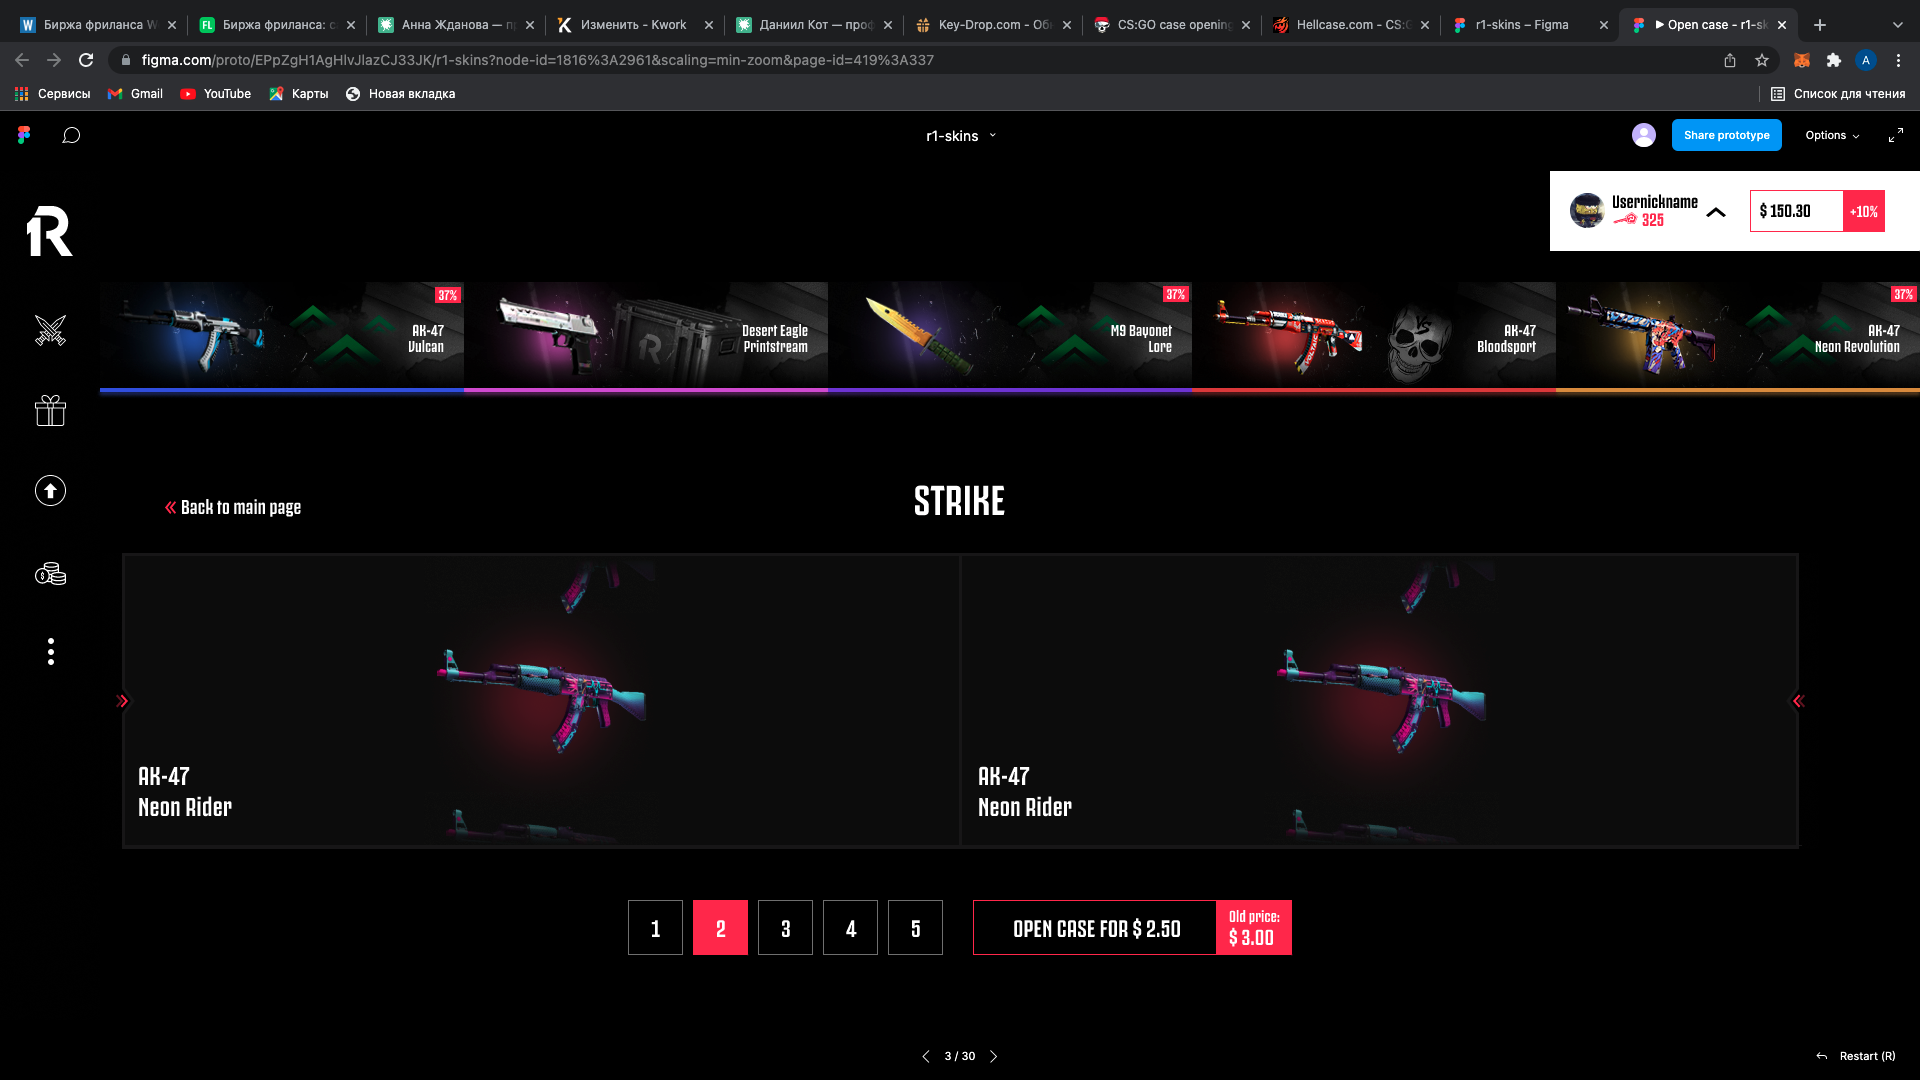 Биржа фриланса W
Биржа фриланса: с
Анна Жданова — п
Изменить - Kwork
Даниил Кот — проф
Key-Drop.com - Об
CS:GO case opening
Hellcase.com - CS:G
r1-skins – Figma
Open case - r1-sk
figma.com/proto/EPpZgH1AgHlvJlazCJ33JK/r1-skins?node-id=1816%3A2961&scaling=min-zoom&page-id=419%3A337
A
Сервисы
Gmail
YouTube
Карты
Новая вкладка
Список для чтения
r1-skins
Share prototype
Options
1R
Usernickname
325
$ 150.30
+10%
37%
AK-47
Vulcan
Desert Eagle
Printstream
37%
M9 Bayonet
Lore
AK-47
Bloodsport
37%
AK-47
Neon Revolution
Back to main page
STRIKE
AK-47
Neon Rider
AK-47
Neon Rider
1
2
3
4
5
OPEN CASE FOR $ 2.50
Old price:
$ 3.00
3 / 30
Restart (R)